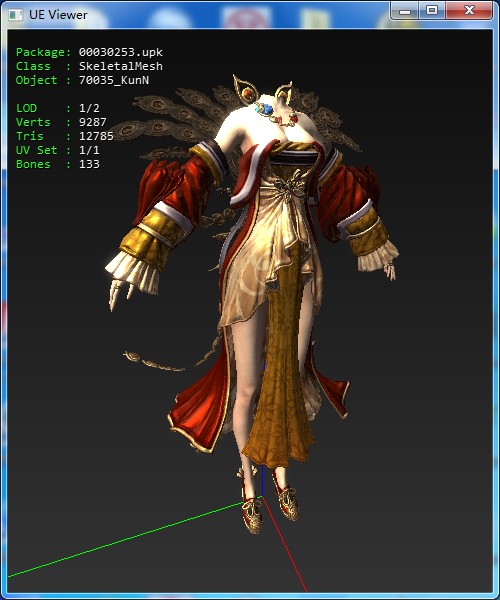 UE Viewer
Package: 00030253.upk
Class : SkeletalMesh
Object : 70035_KunN
LOD : 1/2
Verts : 9287
Tris : 12785
UV Set : 1/1
Bones : 133